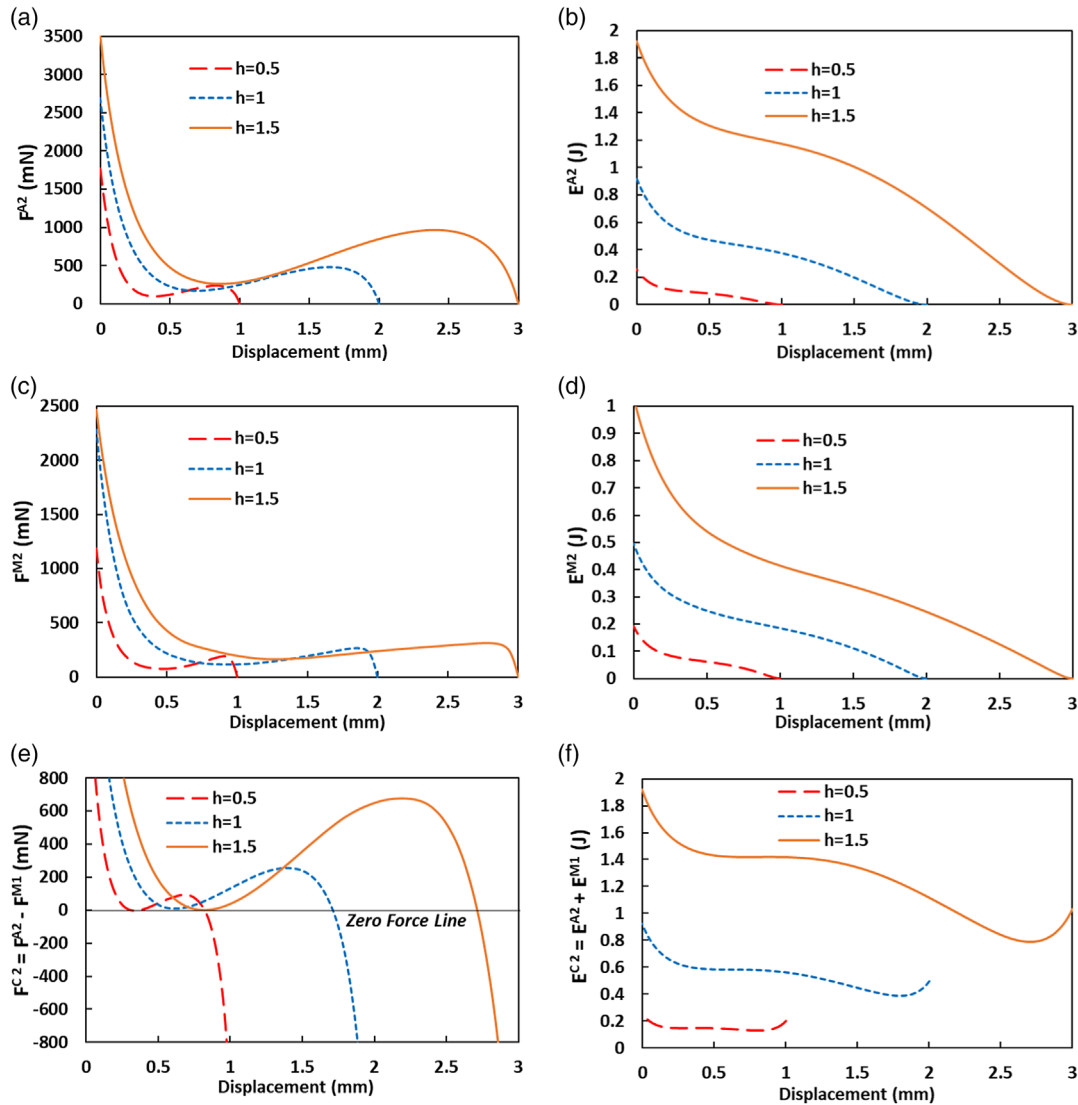 (a)
3500
3000
2500
2000
1500
1000
500
0
F^A2 (mN)
h=0.5
h=1
h=1.5
0 0.5 1 1.5 2 2.5 3
Displacement (mm)
(b)
2
1.8
1.6
1.4
1.2
1
0.8
0.6
0.4
0.2
0
E^A2 (J)
h=0.5
h=1
h=1.5
0 0.5 1 1.5 2 2.5 3
Displacement (mm)
(c)
2500
2000
1500
1000
500
0
F^M2 (mN)
h=0.5
h=1
h=1.5
0 0.5 1 1.5 2 2.5 3
Displacement (mm)
(d)
1
0.9
0.8
0.7
0.6
0.5
0.4
0.3
0.2
0.1
0
E^M2 (J)
h=0.5
h=1
h=1.5
0 0.5 1 1.5 2 2.5 3
Displacement (mm)
(e)
800
600
400
200
0
-200
-400
-600
-800
F^C 2 = F^A2 - F^M1 (mN)
h=0.5
h=1
h=1.5
Zero Force Line
0 0.5 1 1.5 2 2.5 3
Displacement (mm)
(f)
2
1.8
1.6
1.4
1.2
1
0.8
0.6
0.4
0.2
0
E^C 2 = E^A2 + E^M1 (J)
h=0.5
h=1
h=1.5
0 0.5 1 1.5 2 2.5 3
Displacement (mm)